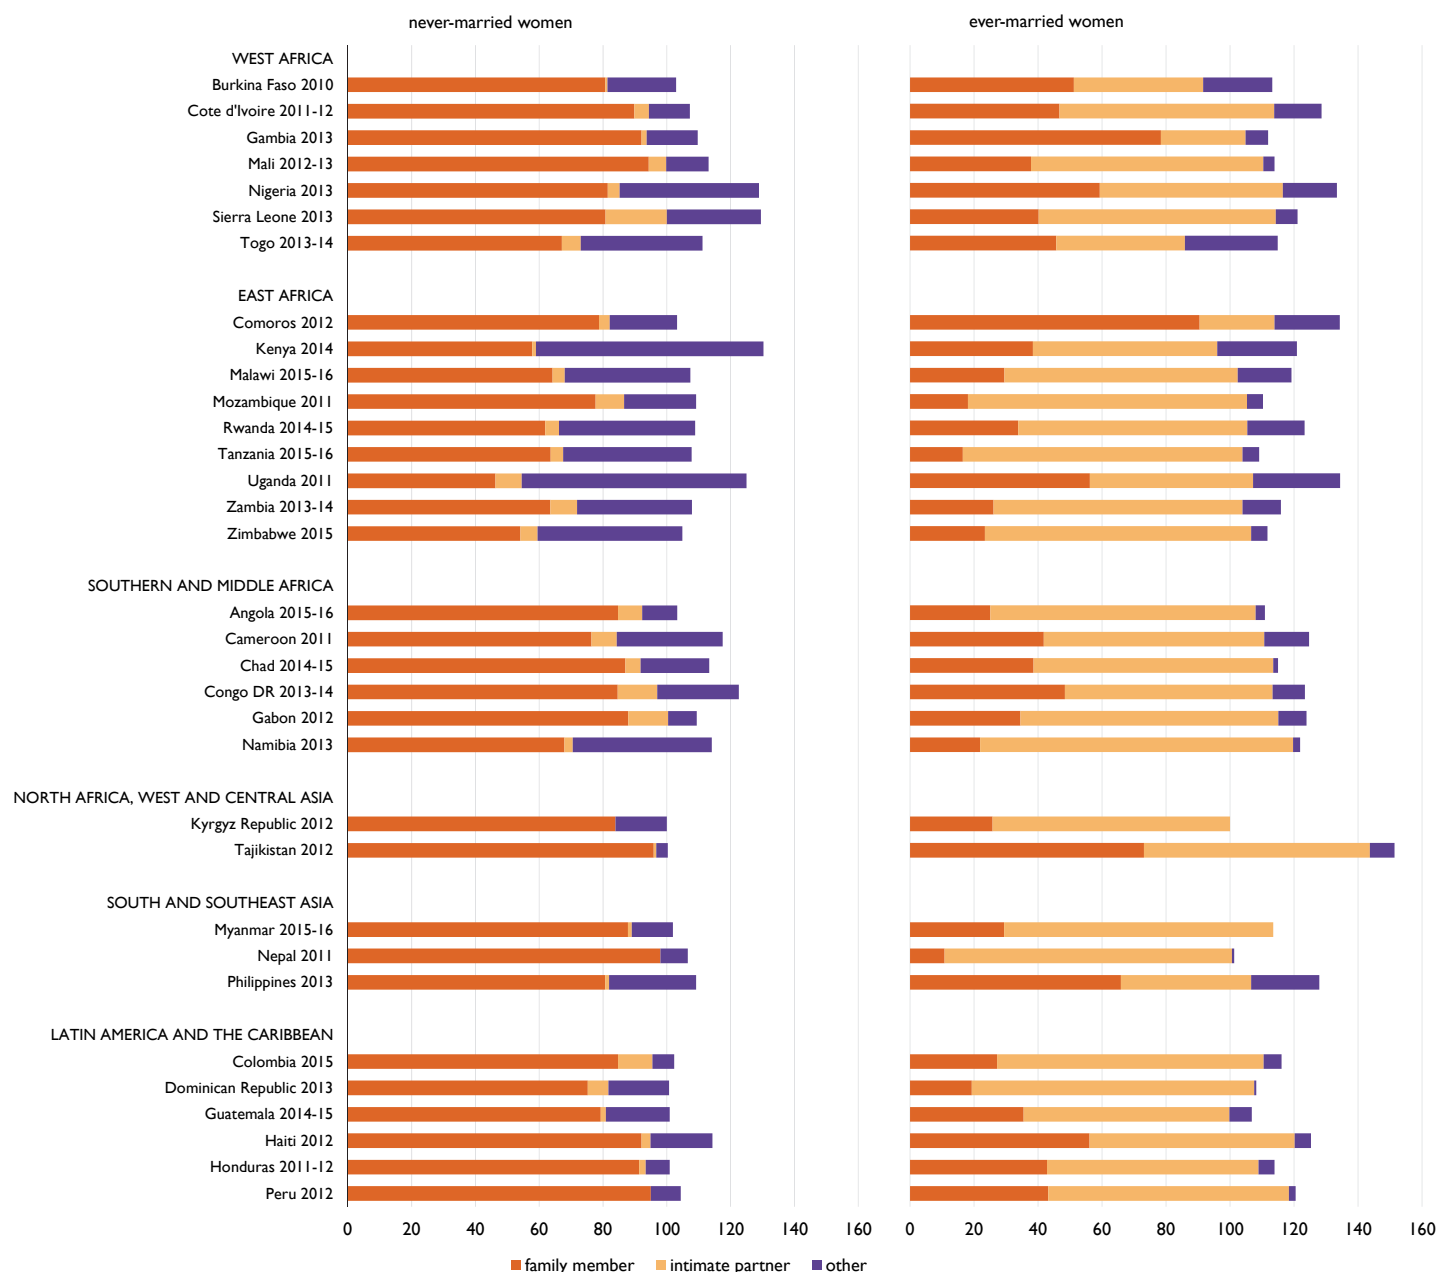 never-married women
ever-married women
WEST AFRICA
Burkina Faso 2010
Cote d'Ivoire 2011-12
Gambia 2013
Mali 2012-13
Nigeria 2013
Sierra Leone 2013
Togo 2013-14
EAST AFRICA
Comoros 2012
Kenya 2014
Malawi 2015-16
Mozambique 2011
Rwanda 2014-15
Tanzania 2015-16
Uganda 2011
Zambia 2013-14
Zimbabwe 2015
SOUTHERN AND MIDDLE AFRICA
Angola 2015-16
Cameroon 2011
Chad 2014-15
Congo DR 2013-14
Gabon 2012
Namibia 2013
NORTH AFRICA, WEST AND CENTRAL ASIA
Kyrgyz Republic 2012
Tajikistan 2012
SOUTH AND SOUTHEAST ASIA
Myanmar 2015-16
Nepal 2011
Philippines 2013
LATIN AMERICA AND THE CARIBBEAN
Colombia 2015
Dominican Republic 2013
Guatemala 2014-15
Haiti 2012
Honduras 2011-12
Peru 2012
0 20 40 60 80 100 120 140 160
0 20 40 60 80 100 120 140 160
family member intimate partner other